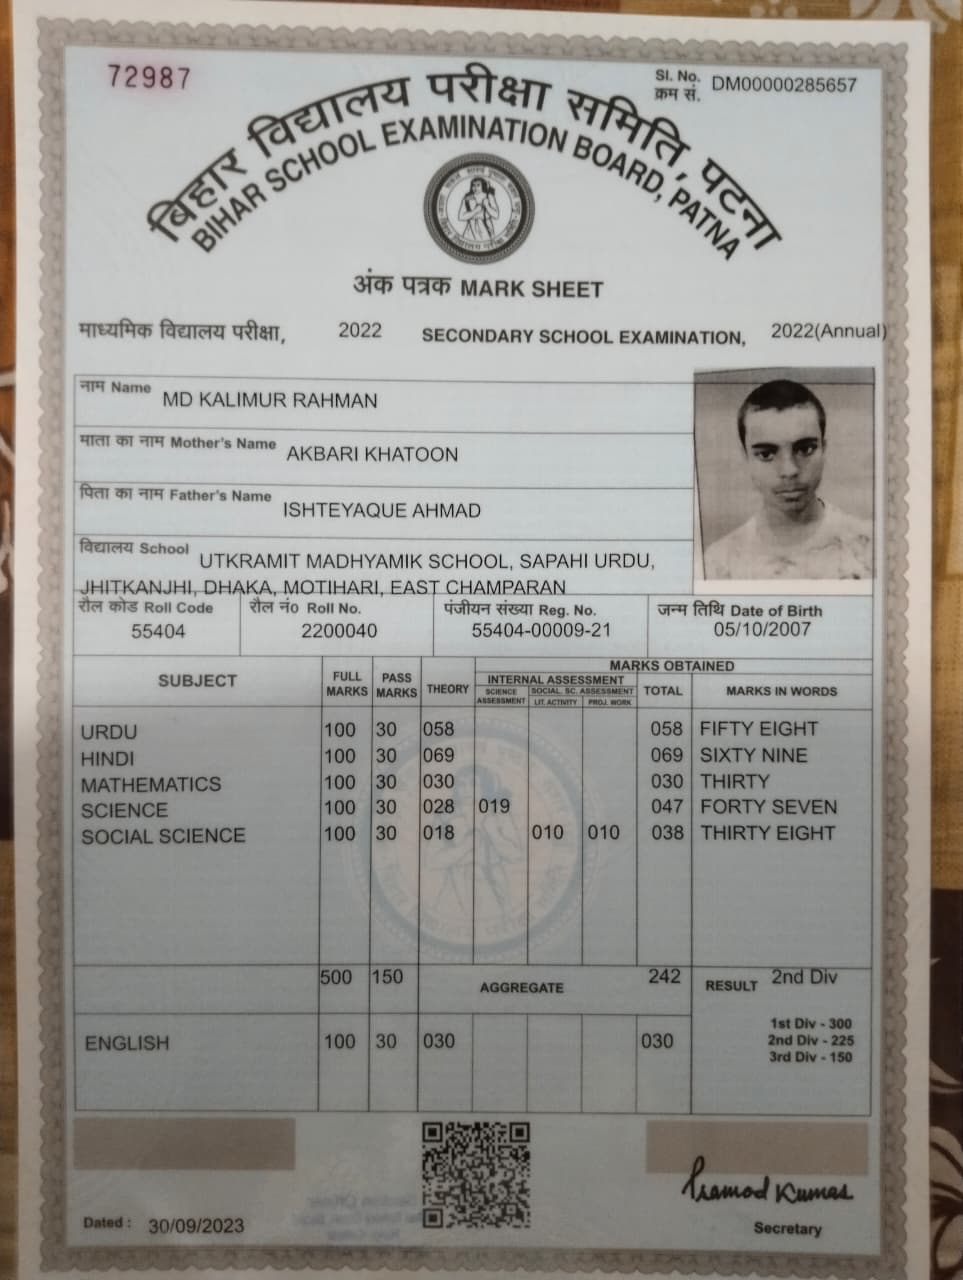 72987
Sl. No.
क्रम सं. DM00000285657
बिहार विद्यालय परीक्षा समिति, पटना
BIHAR SCHOOL EXAMINATION BOARD, PATNA
अंक पत्रक MARK SHEET
माध्यमिक विद्यालय परीक्षा, 2022 SECONDARY SCHOOL EXAMINATION, 2022(Annual)
नाम Name MD KALIMUR RAHMAN
माता का नाम Mother's Name AKBARI KHATOON
पिता का नाम Father's Name ISHTEYAQUE AHMAD
विद्यालय School UTKRAMIT MADHYAMIK SCHOOL, SAPAHI URDU,
JHITKANJHI, DHAKA, MOTIHARI, EAST CHAMPARAN
रौल कोड Roll Code रौल नं० Roll No. पंजीयन संख्या Reg. No. जन्म तिथि Date of Birth
55404 2200040 55404-00009-21 05/10/2007
MARKS OBTAINED
SUBJECT FULL MARKS PASS MARKS THEORY INTERNAL ASSESSMENT TOTAL MARKS IN WORDS
SCIENCE ASSESSMENT SOCIAL. SC. ASSESSMENT
LIT. ACTIVITY PROJ. WORK
URDU 100 30 058 058 FIFTY EIGHT
HINDI 100 30 069 069 SIXTY NINE
MATHEMATICS 100 30 030 030 THIRTY
SCIENCE 100 30 028 019 047 FORTY SEVEN
SOCIAL SCIENCE 100 30 018 010 010 038 THIRTY EIGHT
500 150 AGGREGATE 242 RESULT 2nd Div
1st Div - 300
2nd Div - 225
3rd Div - 150
ENGLISH 100 30 030 030
Pramod Kumar
Dated : 30/09/2023
Secretary